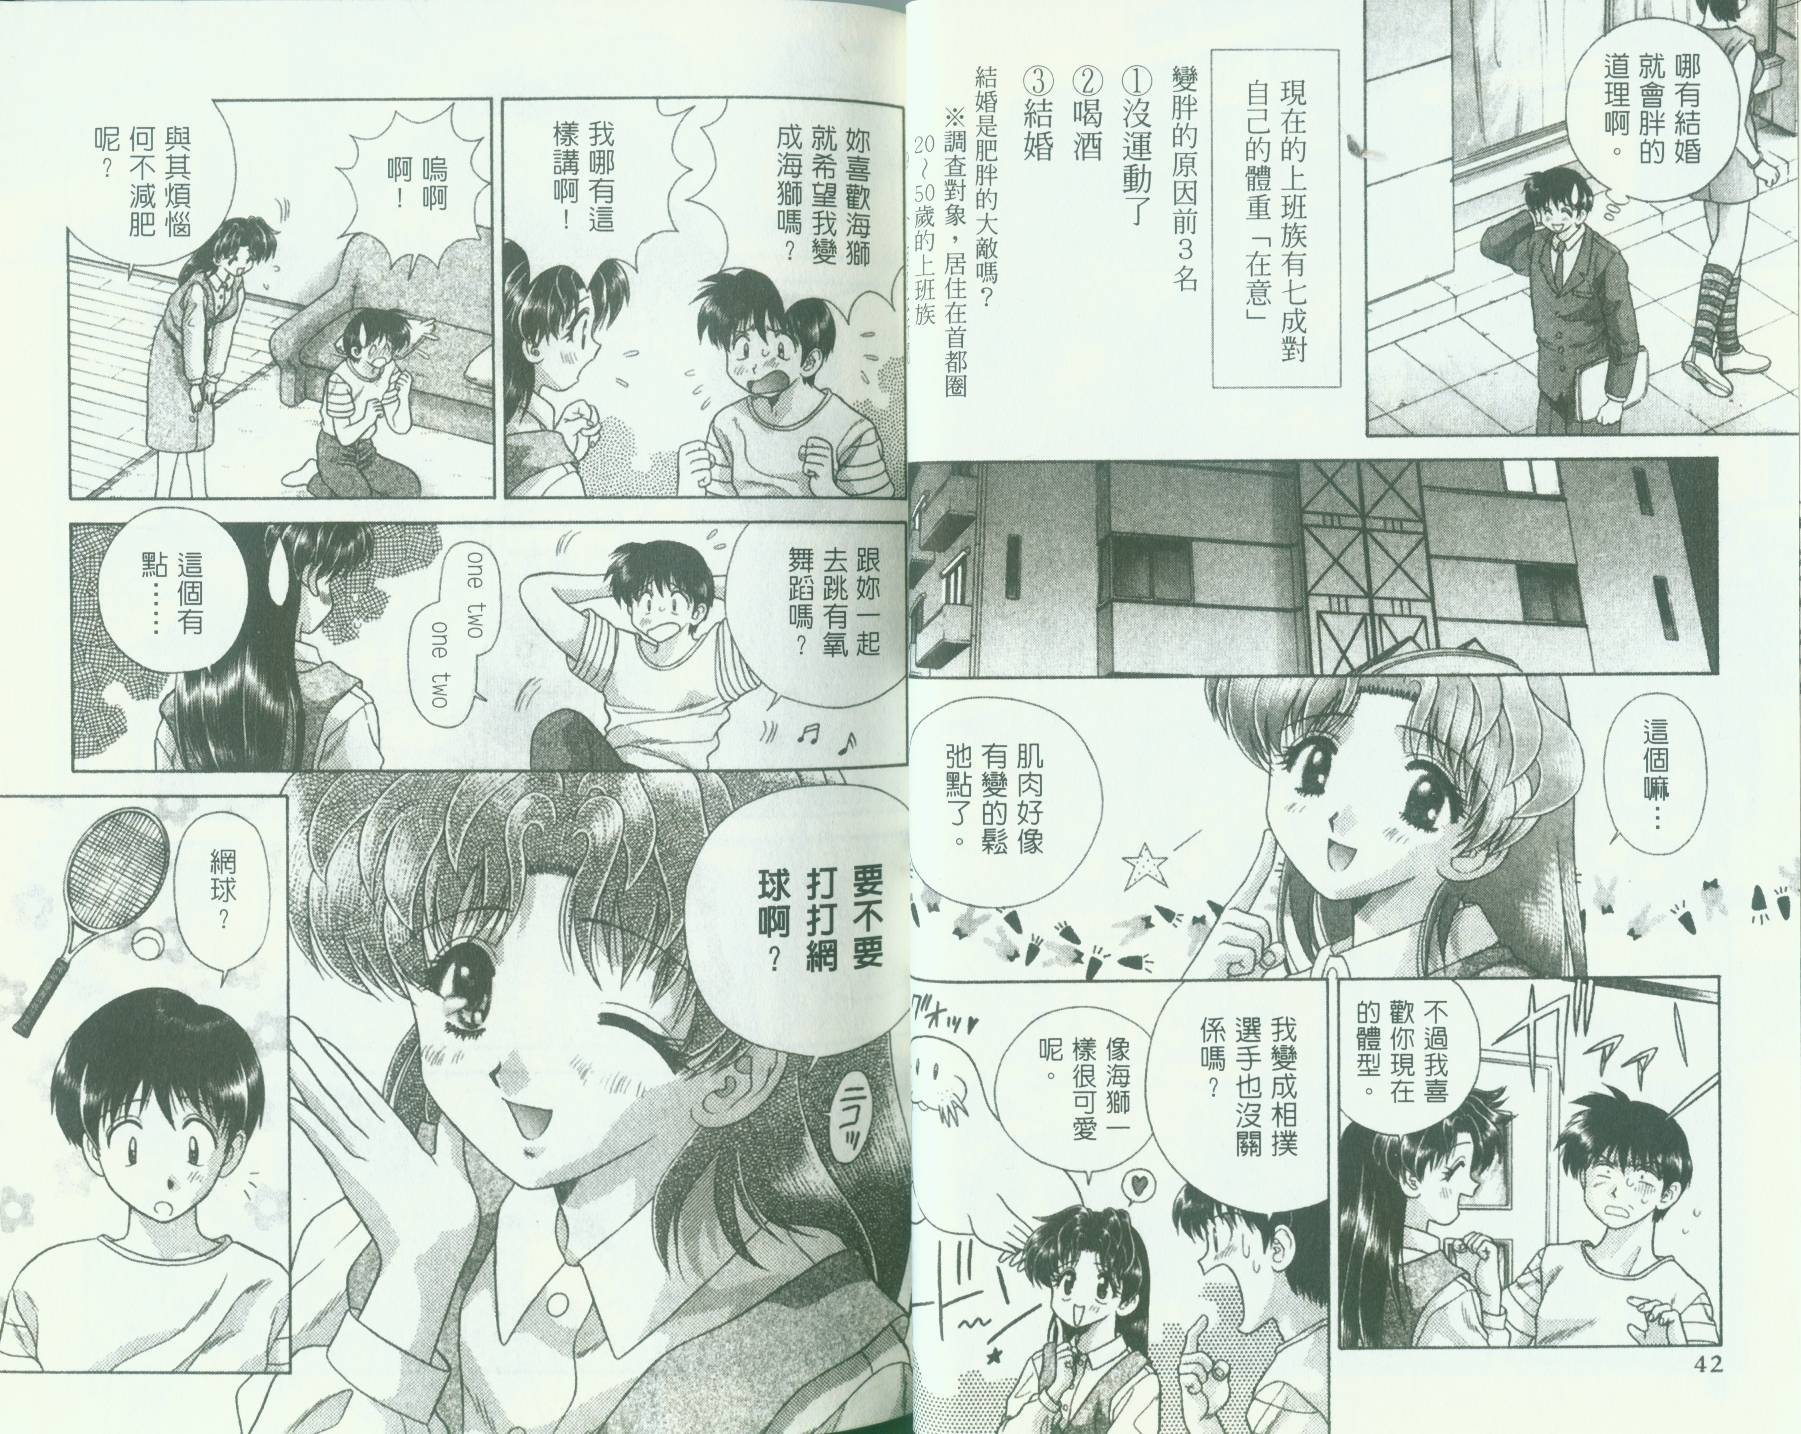 哪有結婚
就會胖的
道理啊。
現在的上班族有七成對
自己的體重「在意」
變胖的原因前3名
①沒運動了
②喝酒
③結婚
結婚是肥胖的大敵嗎？
※調查對象，居住在首都圈
20～50歲的上班族
這個嘛…
肌肉好像
有變的鬆
弛點了。
不過我喜
歡你現在
的體型。
我變成相撲
選手也沒關
係嗎？
像海獅一
樣很可愛
呢。
42
妳喜歡海獅
就希望我變
成海獅嗎？
我哪有這
樣講啊！
嗚啊
啊！
與其煩惱
何不減肥
呢？
跟妳一起
去跳有氧
舞蹈嗎？
one two
one two
這個有
點……
要不要
打打網
球啊？
ニコッ
網球？